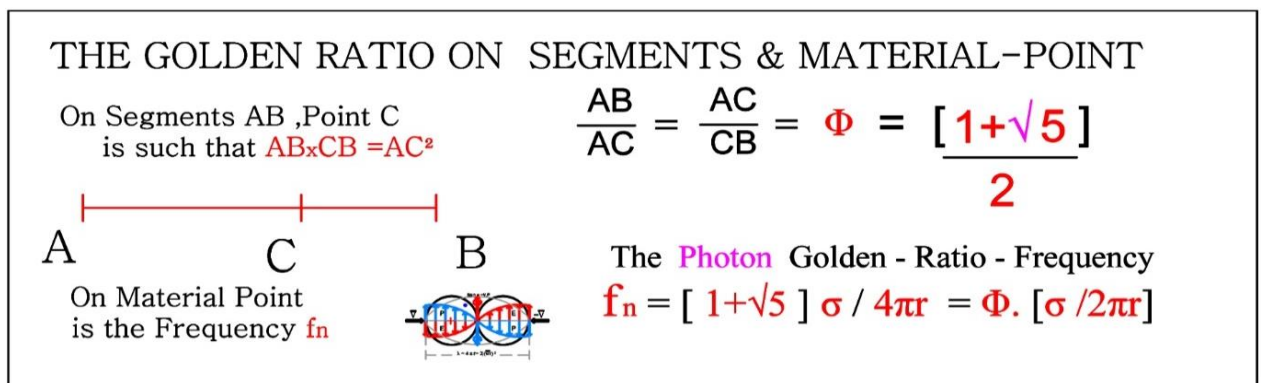 THE GOLDEN RATIO ON SEGMENTS & MATERIAL-POINT
On Segments AB ,Point C
is such that ABxCB =AC²
AB/AC = AC/CB = Φ = [1+√5]/2
A C B
On Material Point
is the Frequency fn
The Photon Golden - Ratio - Frequency
fn = [ 1+√5 ] σ / 4πr = Φ. [σ /2πr]